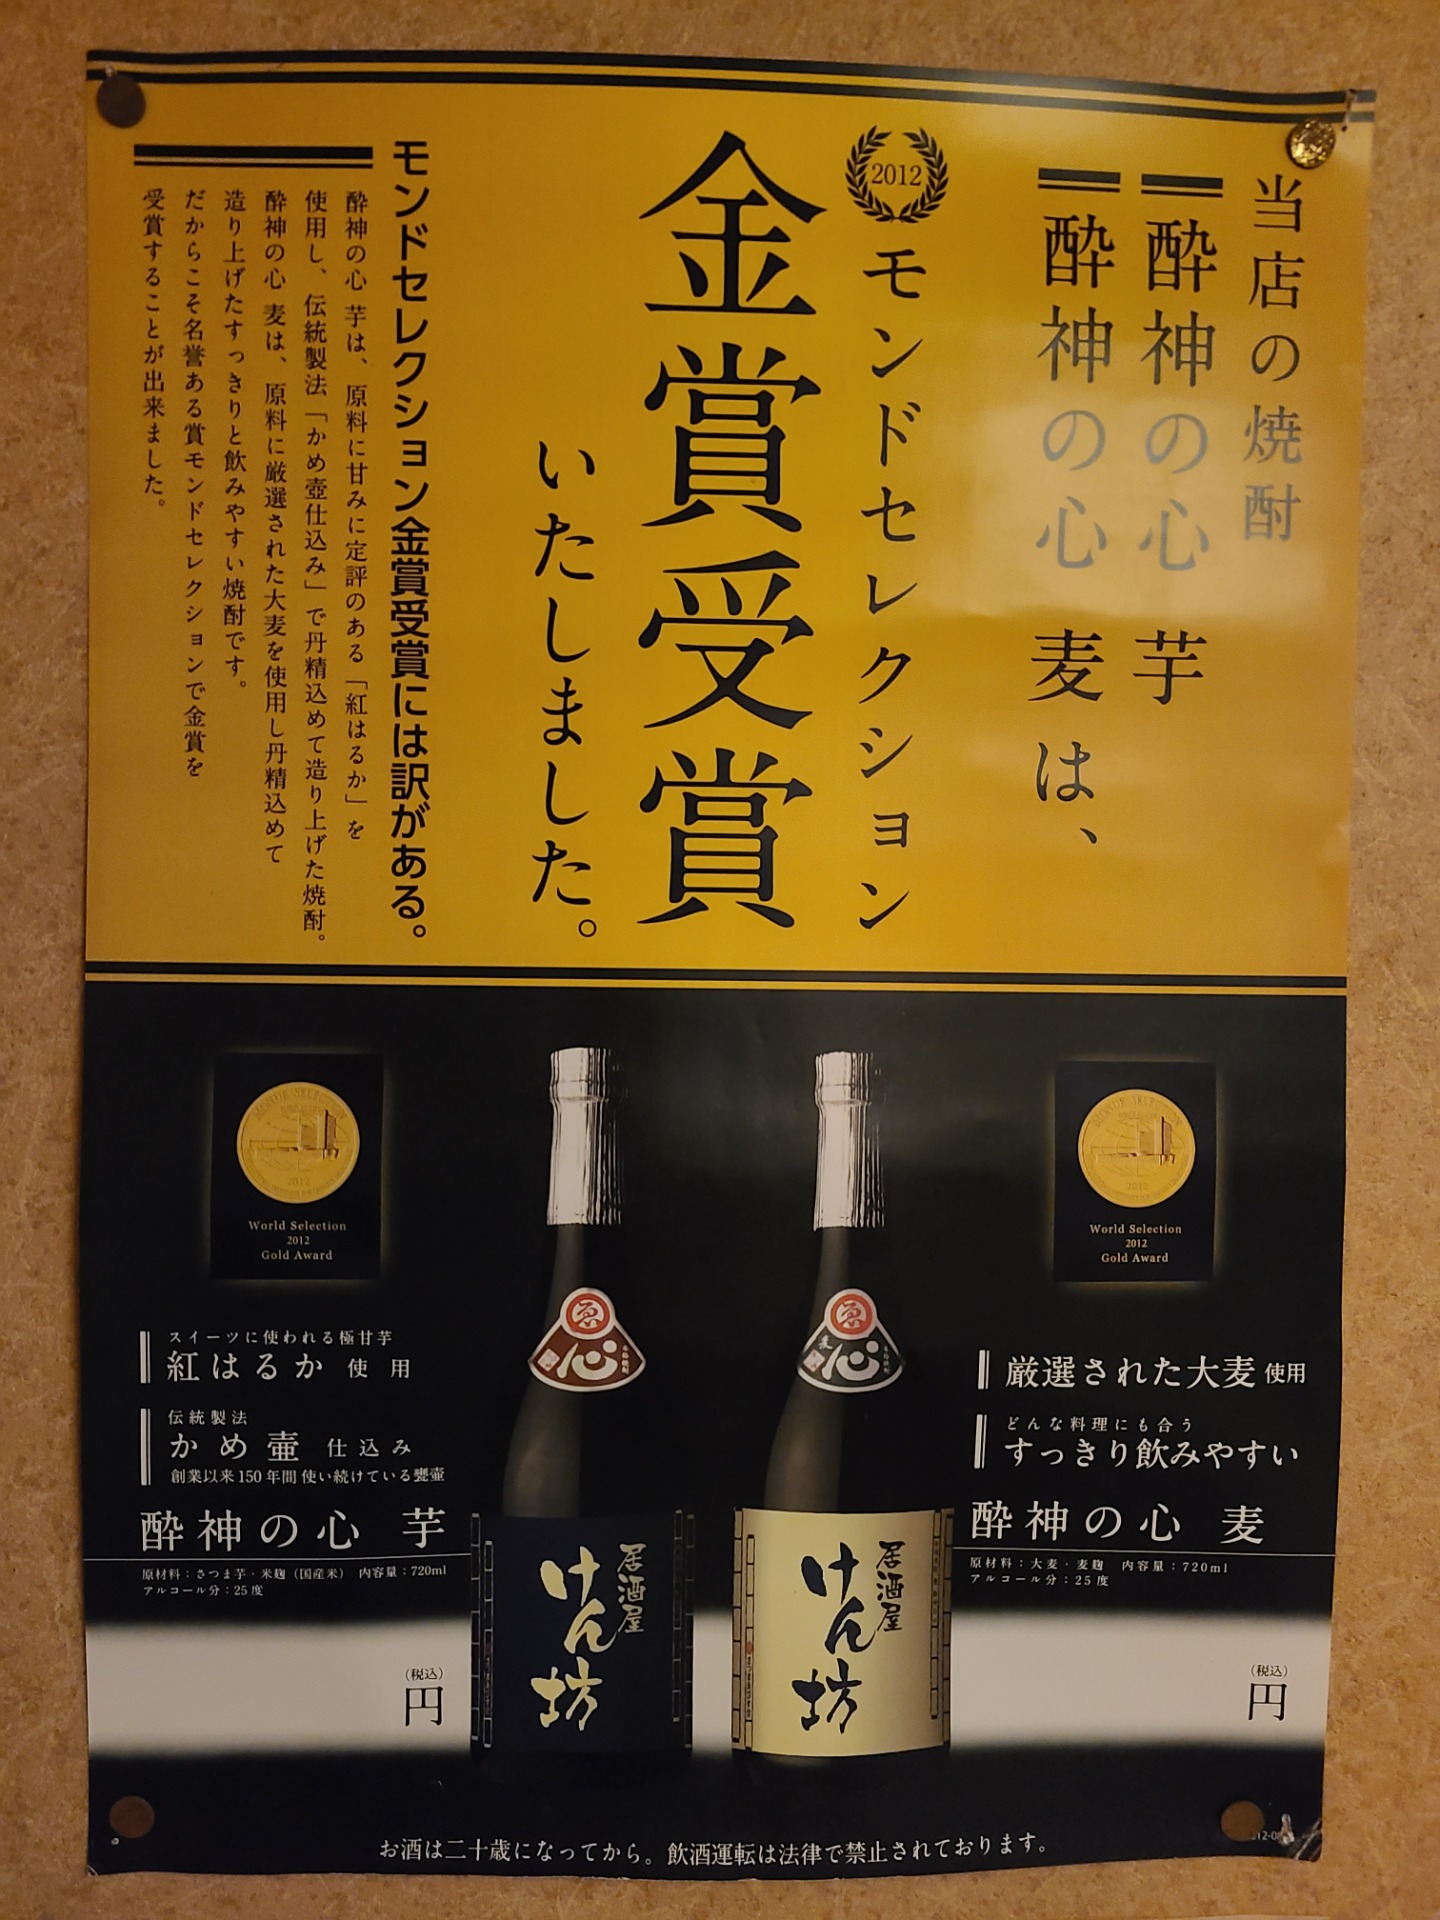 当店の焼酎
酔神の心 芋
酔神の心 麦は、
2012
モンドセレクション
金賞受賞
いたしました。
モンドセレクション金賞受賞には訳がある。
酔神の心 芋は、原料に甘みに定評のある「紅はるか」を
使用し、伝統製法「かめ壺仕込み」で丹精込めて造り上げた焼酎。
酔神の心 麦は、原料に厳選された大麦を使用し丹精込めて
造り上げたすっきりと飲みやすい焼酎です。
だからこそ名誉ある賞モンドセレクションで金賞を
受賞することが出来ました。
MONDE SELECTION
2012
World Selection
2012
Gold Award
スイーツに使われる極甘芋
紅はるか 使用
伝統製法
かめ壷 仕込み
創業以来150年間使い続けている甕壷
酔神の心 芋
原材料：さつま芋・米麹（国産米） 内容量：720ml
アルコール分：25度
(税込)
円
心
本格焼酎
居酒屋
けん坊
麦
心
本格焼酎
居酒屋
けん坊
MONDE SELECTION
2012
World Selection
2012
Gold Award
厳選された大麦使用
どんな料理にも合う
すっきり飲みやすい
酔神の心 麦
原材料：大麦・麦麹 内容量：720ml
アルコール分：25度
(税込)
円
お酒は二十歳になってから。飲酒運転は法律で禁止されております。